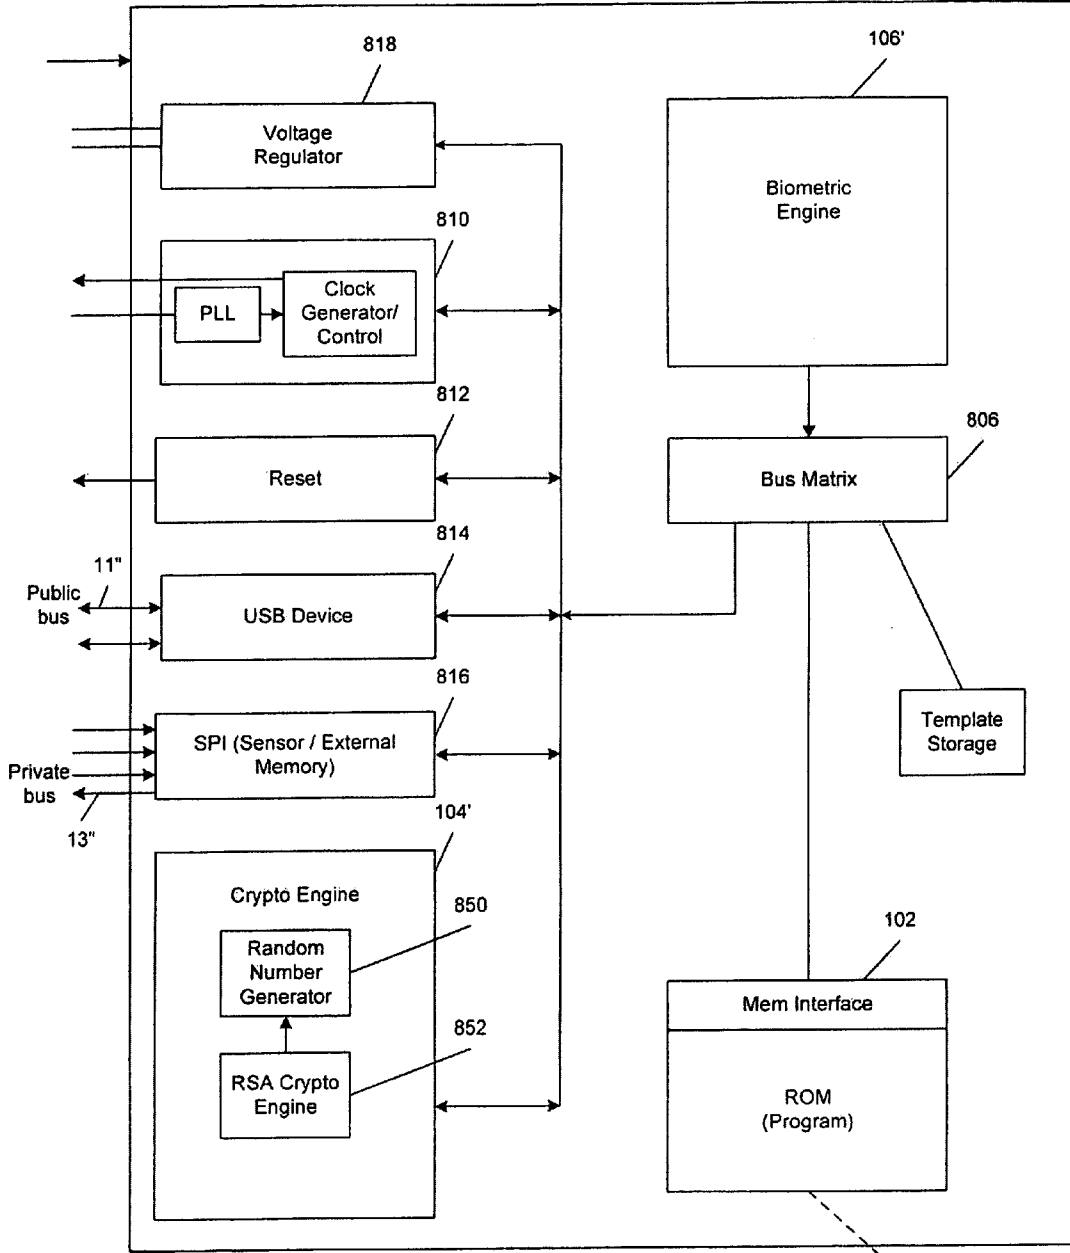 818
Voltage
Regulator
810
Clock
Generator/
Control
PLL
812
Reset
814
11"
Public
bus
USB Device
816
SPI (Sensor / External
Memory)
Private
bus
13"
104'
Crypto Engine
850
Random
Number
Generator
852
RSA Crypto
Engine
106'
Biometric
Engine
806
Bus Matrix
Template
Storage
102
Mem Interface
ROM
(Program)